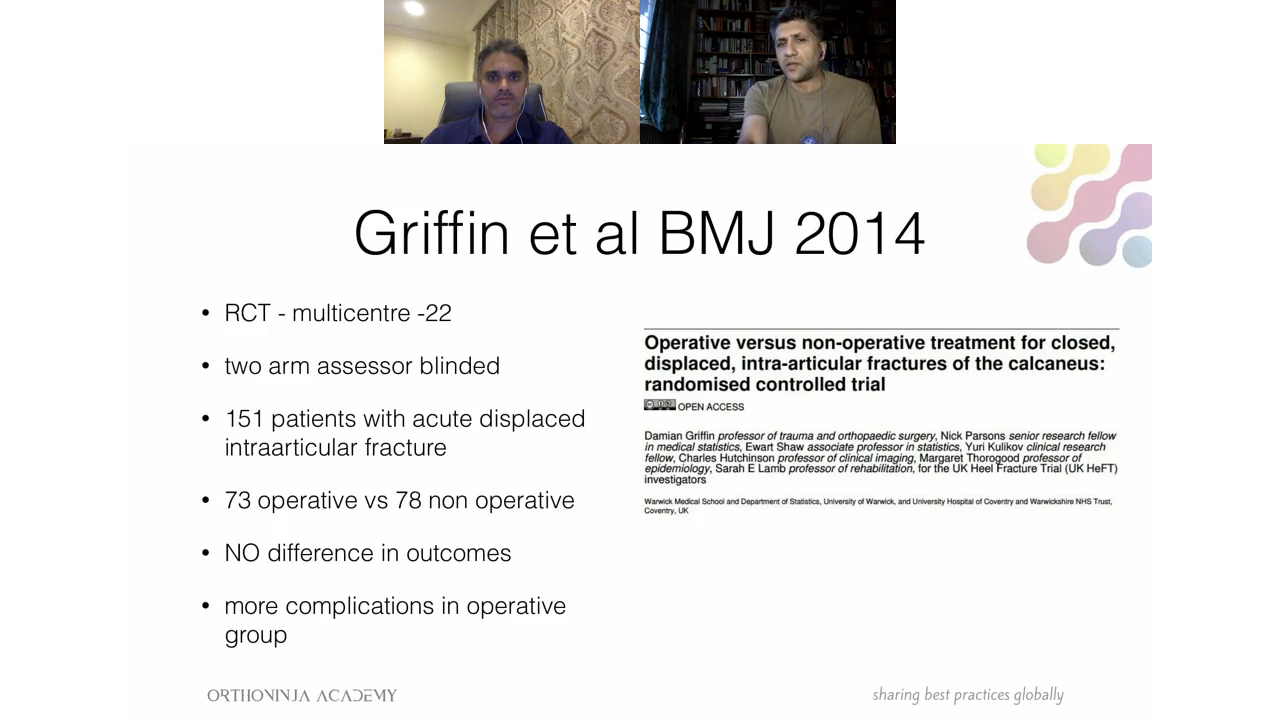 Griffin et al BMJ 2014
• RCT - multicentre -22
• two arm assessor blinded
• 151 patients with acute displaced
intraarticular fracture
• 73 operative vs 78 non operative
• NO difference in outcomes
• more complications in operative
group
Operative versus non-operative treatment for closed,
displaced, intra-articular fractures of the calcaneus:
randomised controlled trial
OPEN ACCESS
Damian Griffin professor of trauma and orthopaedic surgery, Nick Parsons senior research fellow
in medical statistics, Ewart Shaw associate professor in statistics, Yuri Kulikov clinical research
fellow, Charles Hutchinson professor of clinical imaging, Margaret Thorogood professor of
epidemiology, Sarah E Lamb professor of rehabilitation, for the UK Heel Fracture Trial (UK HeFT)
investigators
Warwick Medical School and Department of Statistics, University of Warwick, and University Hospital of Coventry and Warwickshire NHS Trust,
Coventry, UK
ORTHONINJA ACADEMY
sharing best practices globally